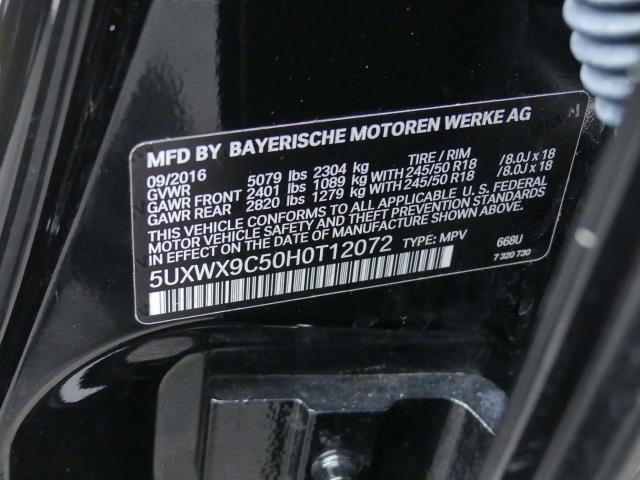 MFD BY BAYERISCHE MOTOREN WERKE AG
09/2016 TIRE / RIM
GVWR 5079 lbs 2304 kg
GAWR FRONT 2401 lbs 1089 kg WITH 245/50 R18 /8.0J x 18
GAWR REAR 2820 lbs 1279 kg WITH 245/50 R18 /8.0J x 18
THIS VEHICLE CONFORMS TO ALL APPLICABLE U.S. FEDERAL
MOTOR VEHICLE SAFETY AND THEFT PREVENTION STANDARDS
IN EFFECT ON THE DATE OF MANUFACTURE SHOWN ABOVE.
5UXWX9C50H0T12072 TYPE: MPV 668U
7 320 730